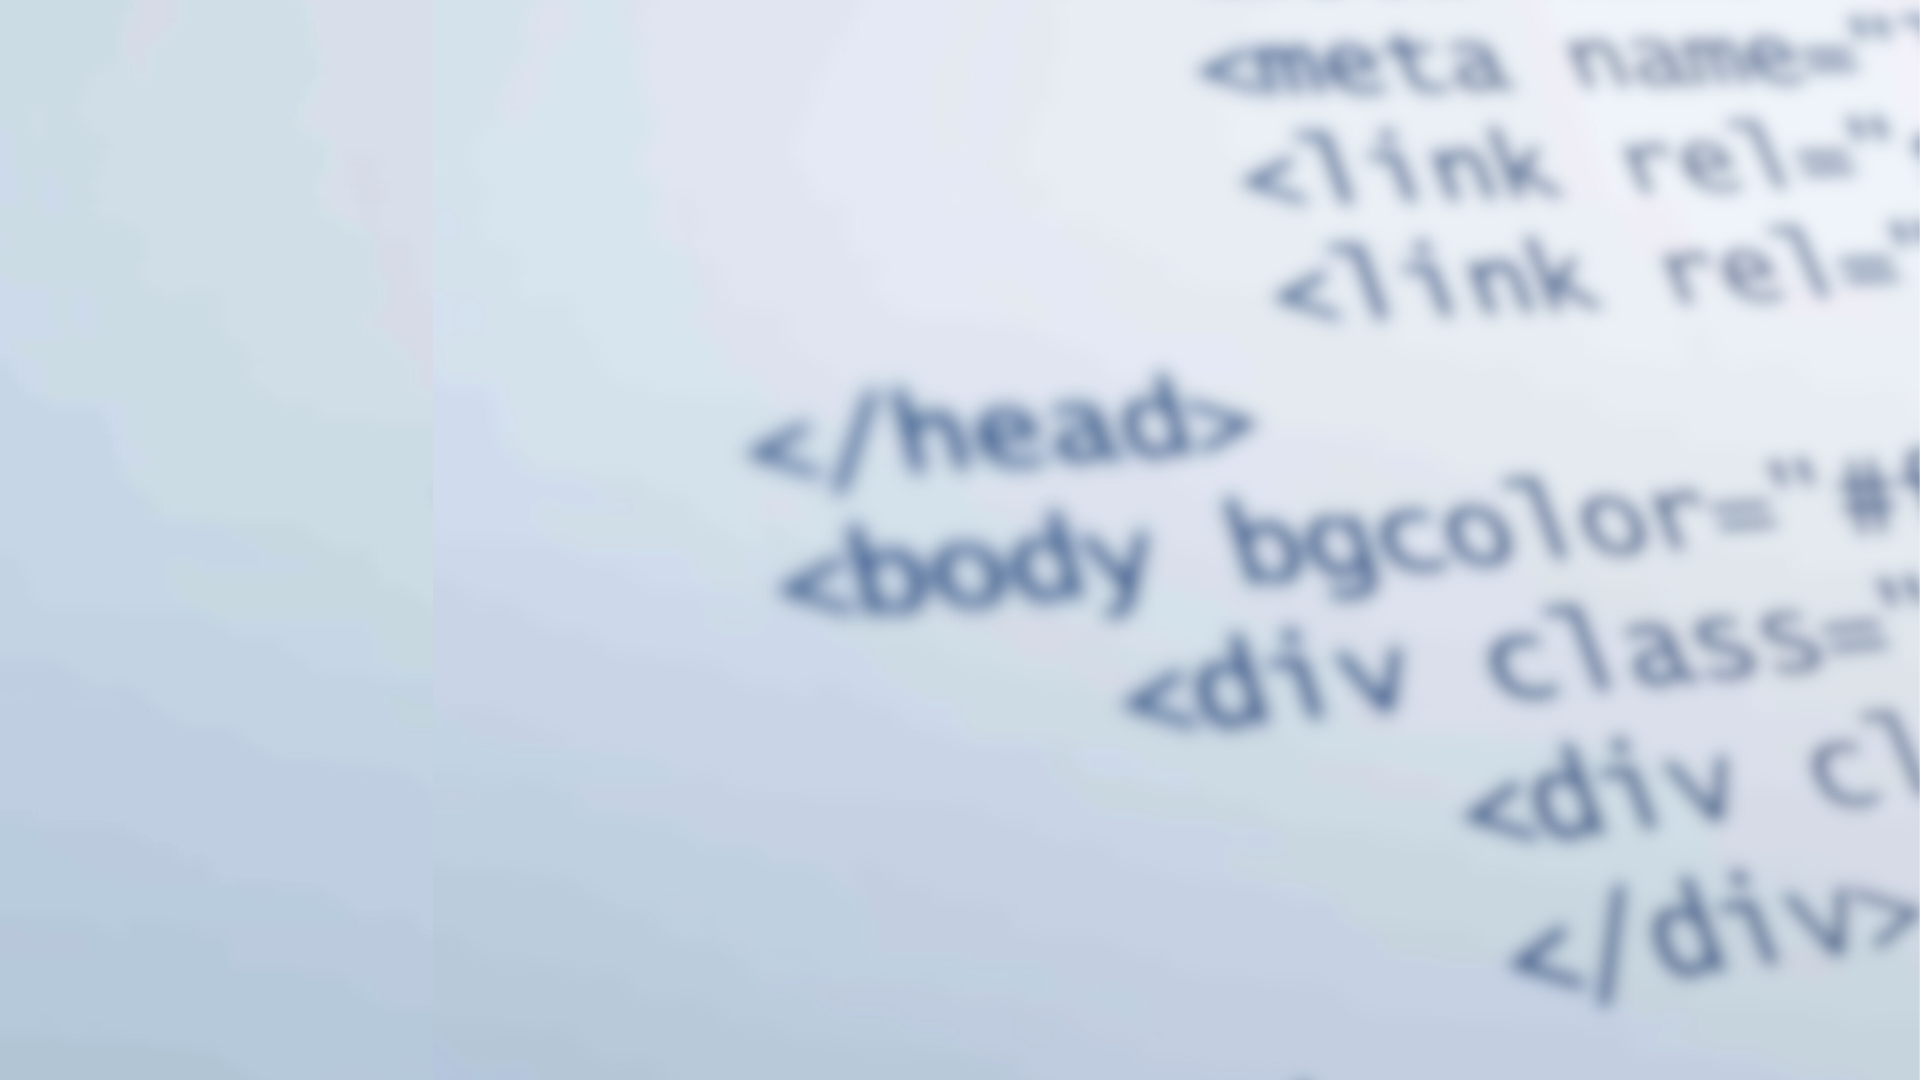 <meta name="
<link rel="
<link rel="
</head>
<body bgcolor="#f
<div class="
<div cl
</div>